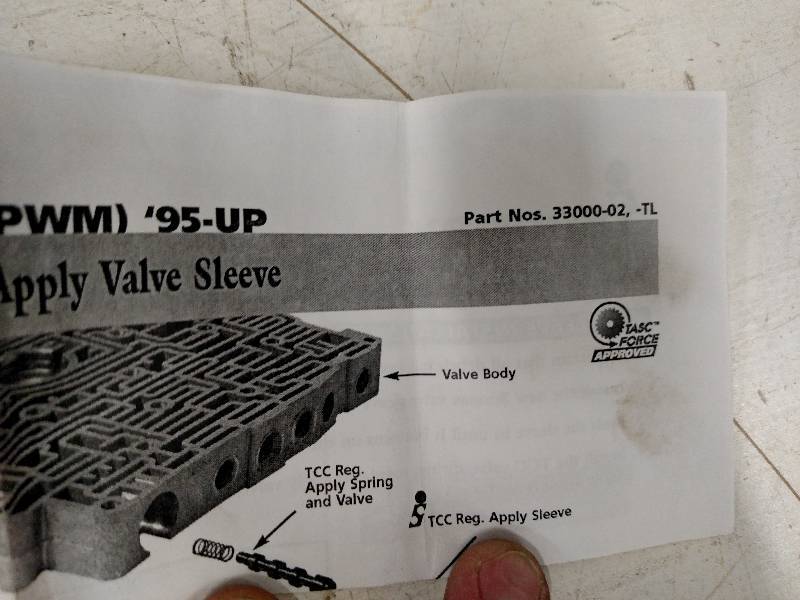 PWM) '95-UP
Part Nos. 33000-02, -TL
Apply Valve Sleeve
TASC™
FORCE
APPROVED
Valve Body
TCC Reg.
Apply Spring
and Valve
TCC Reg. Apply Sleeve